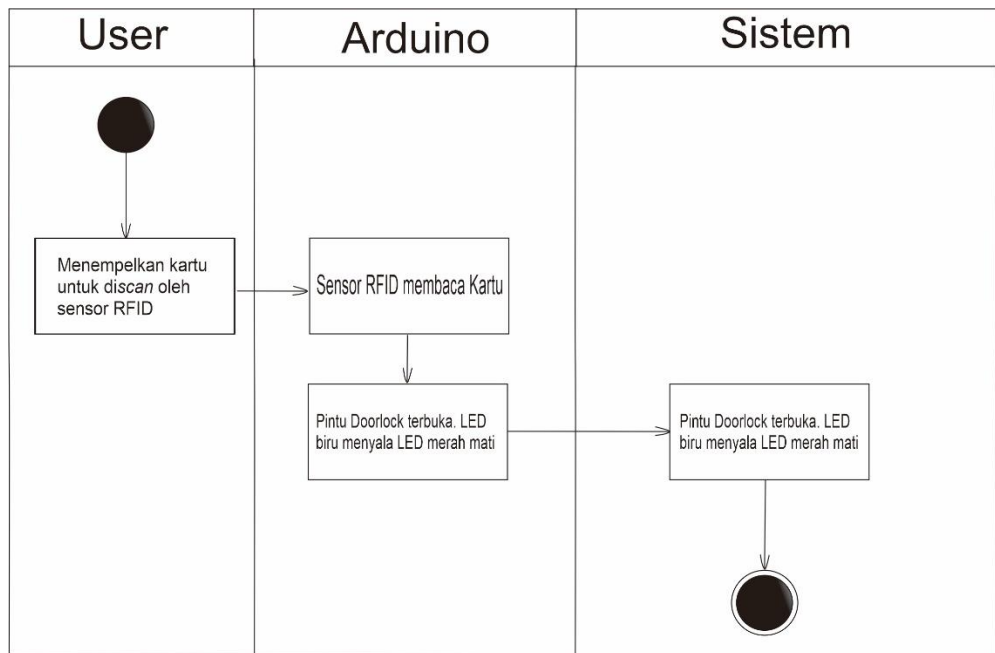 User
Arduino
Sistem
Menempelkan kartu
untuk discan oleh
sensor RFID
Sensor RFID membaca Kartu
Pintu Doorlock terbuka. LED
biru menyala LED merah mati
Pintu Doorlock terbuka. LED
biru menyala LED merah mati